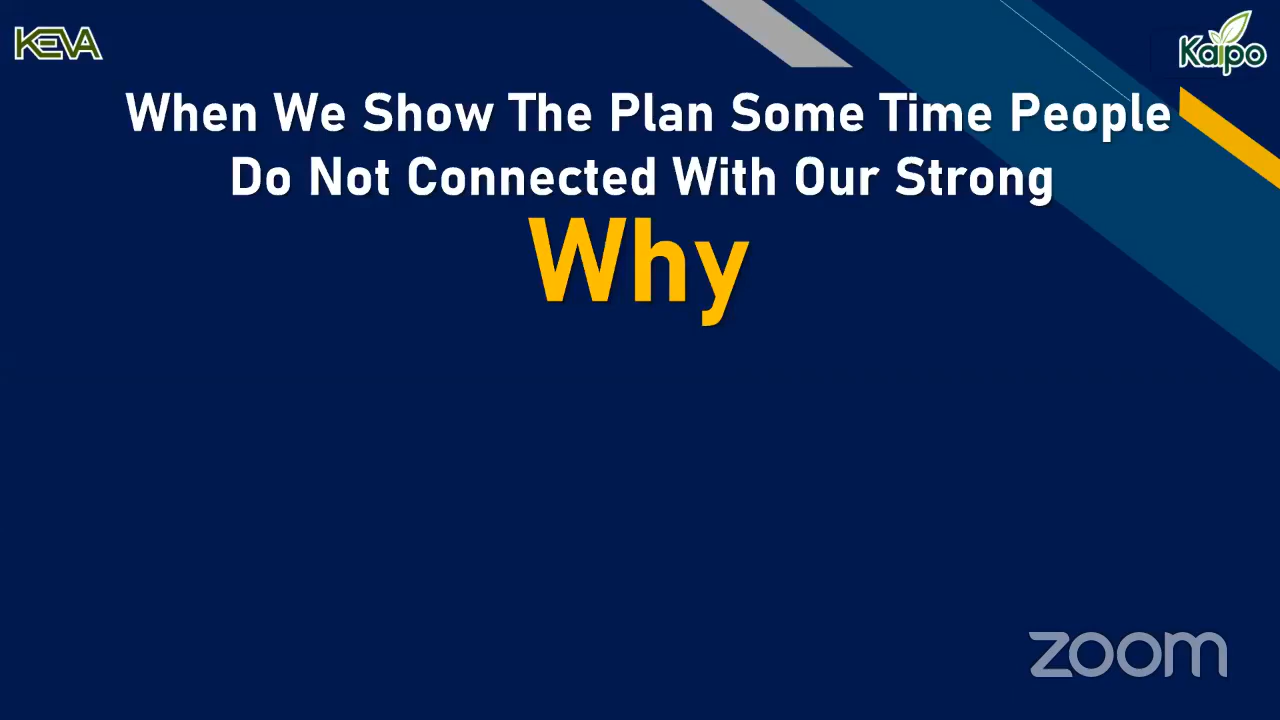 KEVA
Kaipo
When We Show The Plan Some Time People
Do Not Connected With Our Strong
Why
zoom